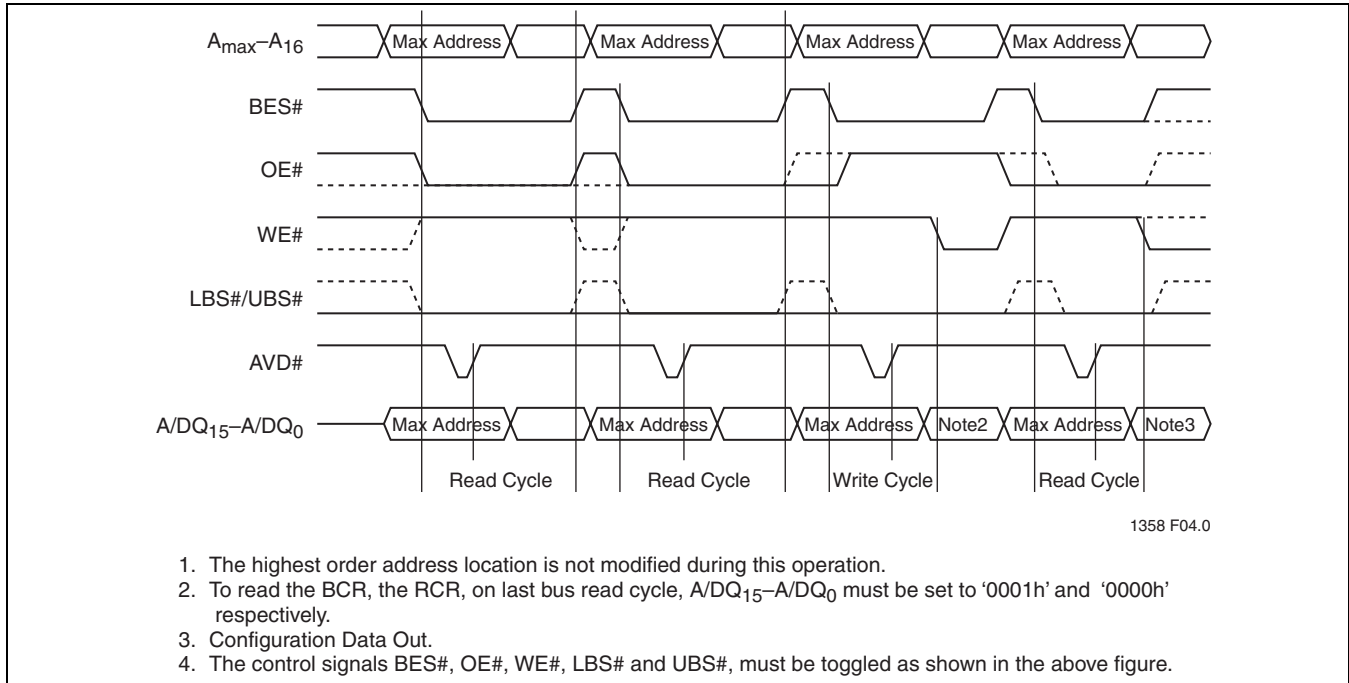 Amax–A16
Max Address Max Address Max Address Max Address
BES#
OE#
WE#
LBS#/UBS#
AVD#
A/DQ15–A/DQ0
Max Address Max Address Max Address Note2 Max Address Note3
Read Cycle Read Cycle Write Cycle Read Cycle
1358 F04.0
1. The highest order address location is not modified during this operation.
2. To read the BCR, the RCR, on last bus read cycle, A/DQ15–A/DQ0 must be set to ‘0001h’ and ‘0000h’
respectively.
3. Configuration Data Out.
4. The control signals BES#, OE#, WE#, LBS# and UBS#, must be toggled as shown in the above figure.